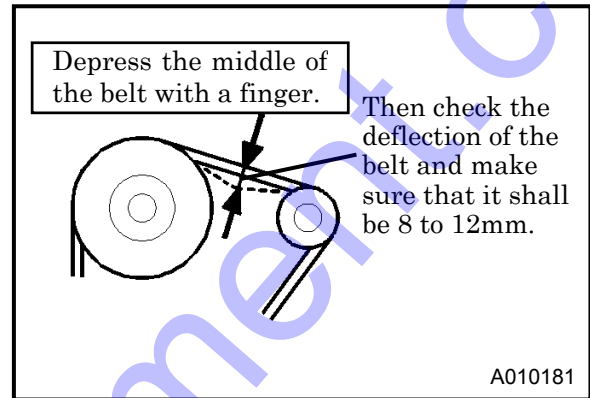 Depress the middle of
the belt with a finger.
Then check the
deflection of the
belt and make
sure that it shall
be 8 to 12mm.
A010181